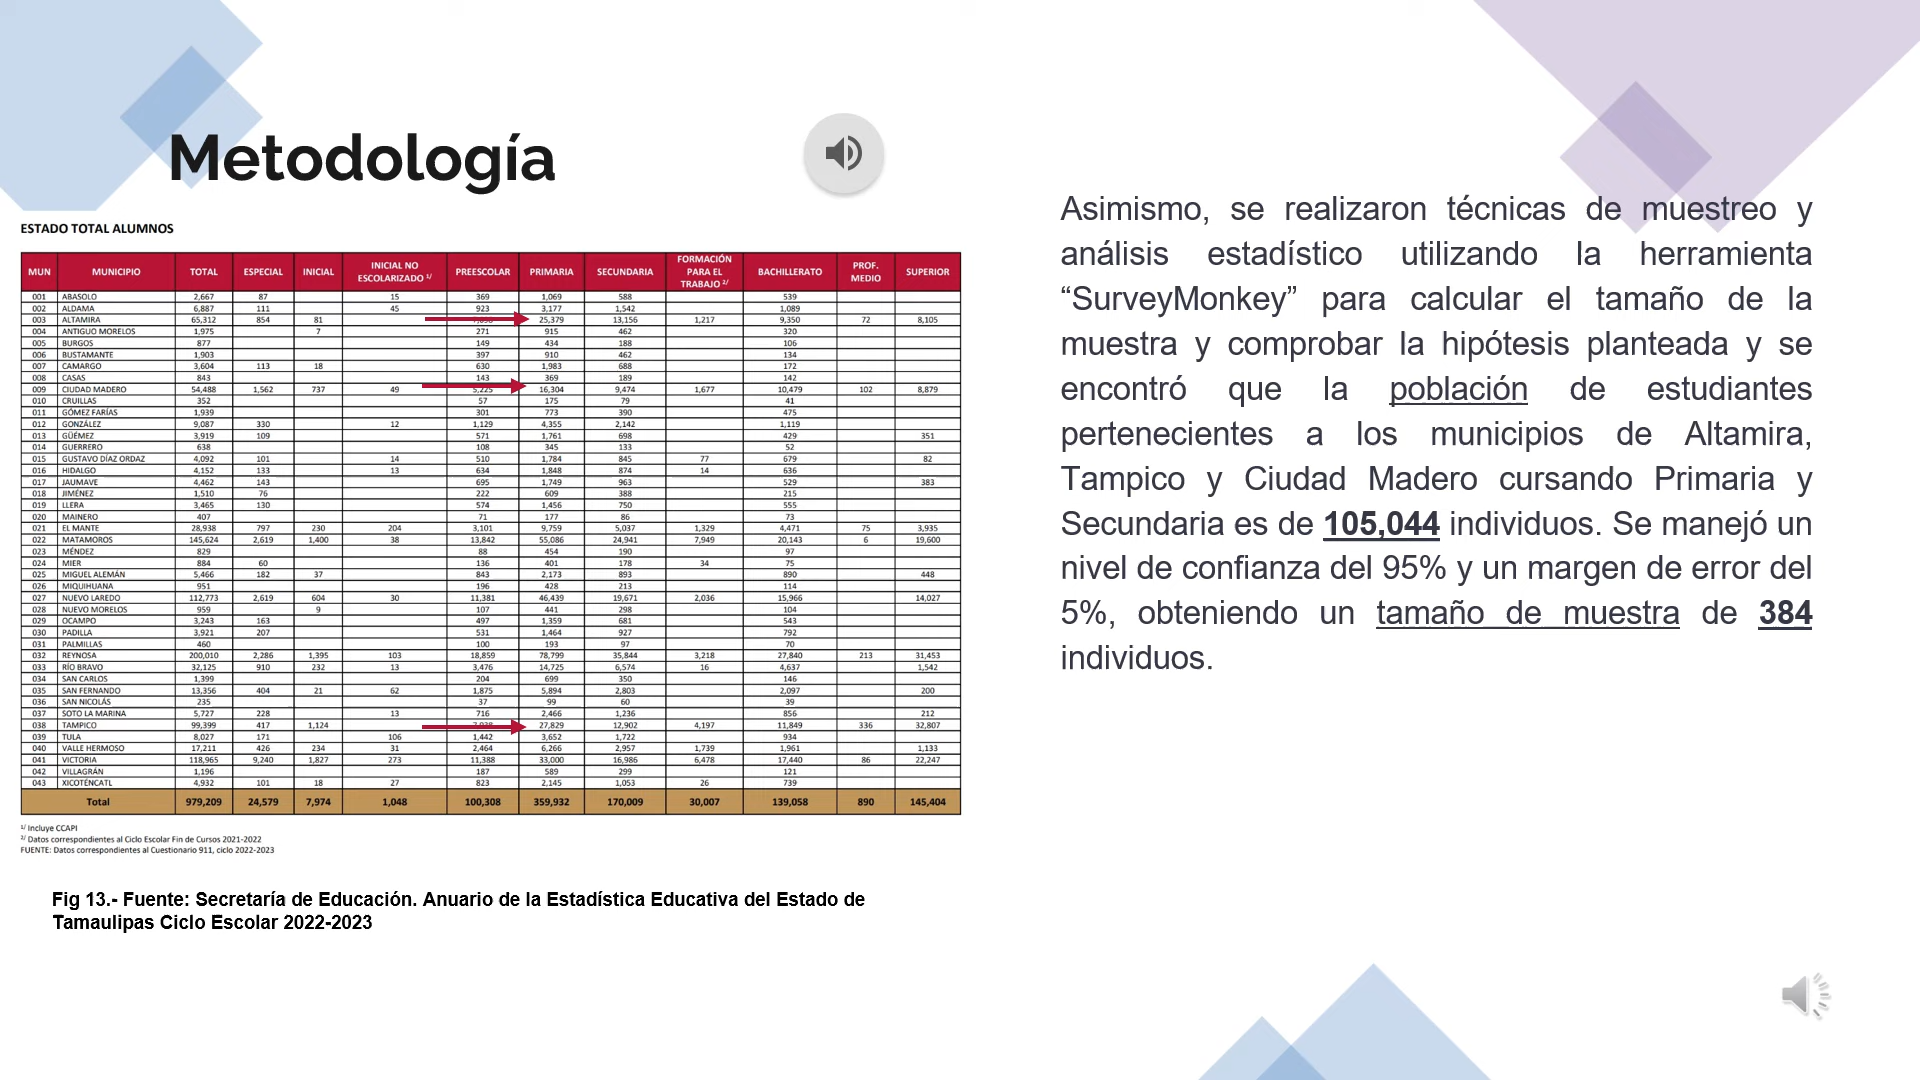 Metodología
ESTADO TOTAL ALUMNOS
MUN MUNICIPIO TOTAL ESPECIAL INICIAL INICIAL NO ESCOLARIZADO 1/ PREESCOLAR PRIMARIA SECUNDARIA FORMACIÓN PARA EL TRABAJO 2/ BACHILLERATO PROF. MEDIO SUPERIOR
001 ABASOLO 2,667 87 15 369 1,069 588 539
002 ALDAMA 6,887 111 45 923 3,177 1,542 1,089
003 ALTAMIRA 65,312 854 81 25,379 13,156 1,217 9,350 72 8,105
004 ANTIGUO MORELOS 1,975 7 271 915 462 320
005 BURGOS 877 149 434 188 106
006 BUSTAMANTE 1,903 397 910 462 134
007 CAMARGO 3,604 113 18 630 1,983 688 172
008 CASAS 843 143 369 189 142
009 CIUDAD MADERO 54,488 1,562 737 49 5,225 16,304 9,474 1,677 10,479 102 8,879
010 CRUILLAS 352 57 175 79 41
011 GÓMEZ FARÍAS 1,939 301 773 390 475
012 GONZÁLEZ 9,087 330 12 1,129 4,355 2,142 1,119
013 GÜÉMEZ 3,919 109 571 1,761 698 429 351
014 GUERRERO 638 108 345 133 52
015 GUSTAVO DÍAZ ORDAZ 4,092 101 14 510 1,784 845 77 679 82
016 HIDALGO 4,152 133 13 634 1,848 874 14 636
017 JAUMAVE 4,462 143 695 1,749 963 529 383
018 JIMÉNEZ 1,510 76 222 609 388 215
019 LLERA 3,465 130 574 1,456 750 555
020 MAINERO 407 71 177 86 73
021 EL MANTE 28,938 797 230 204 3,101 9,759 5,037 1,329 4,471 75 3,935
022 MATAMOROS 145,624 2,619 1,400 38 13,842 55,086 24,941 7,949 20,143 6 19,600
023 MÉNDEZ 829 88 454 190 97
024 MIER 884 60 136 401 178 34 75
025 MIGUEL ALEMÁN 5,466 182 37 843 2,173 893 890 448
026 MIQUIHUANA 951 196 428 213 114
027 NUEVO LAREDO 112,773 2,619 604 30 11,381 46,439 19,671 2,036 15,966 14,027
028 NUEVO MORELOS 959 9 107 441 298 104
029 OCAMPO 3,243 163 497 1,359 681 543
030 PADILLA 3,921 207 531 1,464 927 792
031 PALMILLAS 460 100 193 97 70
032 REYNOSA 200,010 2,286 1,395 103 18,859 78,799 35,844 3,218 27,840 213 31,453
033 RÍO BRAVO 32,125 910 232 13 3,476 14,725 6,574 16 4,637 1,542
034 SAN CARLOS 1,399 204 699 350 146
035 SAN FERNANDO 13,356 404 21 62 1,875 5,894 2,803 2,097 200
036 SAN NICOLÁS 235 37 99 60 39
037 SOTO LA MARINA 5,727 228 13 716 2,466 1,236 856 212
038 TAMPICO 99,399 417 1,124 27,829 12,902 4,197 11,849 336 32,807
039 TULA 8,027 171 106 1,442 3,652 1,722 934
040 VALLE HERMOSO 17,211 426 234 31 2,464 6,266 2,957 1,739 1,961 1,133
041 VICTORIA 118,965 9,240 1,827 273 11,388 33,000 16,986 6,478 17,440 86 22,247
042 VILLAGRÁN 1,196 187 589 299 121
043 XICOTÉNCATL 4,932 101 18 27 823 2,145 1,053 26 739
Total 979,209 24,579 7,974 1,048 100,308 359,932 170,009 30,007 139,058 890 145,404
1/ Incluye CCAPI
2/ Datos correspondientes al Ciclo Escolar Fin de Cursos 2021-2022
FUENTE: Datos correspondientes al Cuestionario 911, ciclo 2022-2023
Fig 13.- Fuente: Secretaría de Educación. Anuario de la Estadística Educativa del Estado de
Tamaulipas Ciclo Escolar 2022-2023
Asimismo, se realizaron técnicas de muestreo y
análisis estadístico utilizando la herramienta
“SurveyMonkey” para calcular el tamaño de la
muestra y comprobar la hipótesis planteada y se
encontró que la población de estudiantes
pertenecientes a los municipios de Altamira,
Tampico y Ciudad Madero cursando Primaria y
Secundaria es de 105,044 individuos. Se manejó un
nivel de confianza del 95% y un margen de error del
5%, obteniendo un tamaño de muestra de 384
individuos.